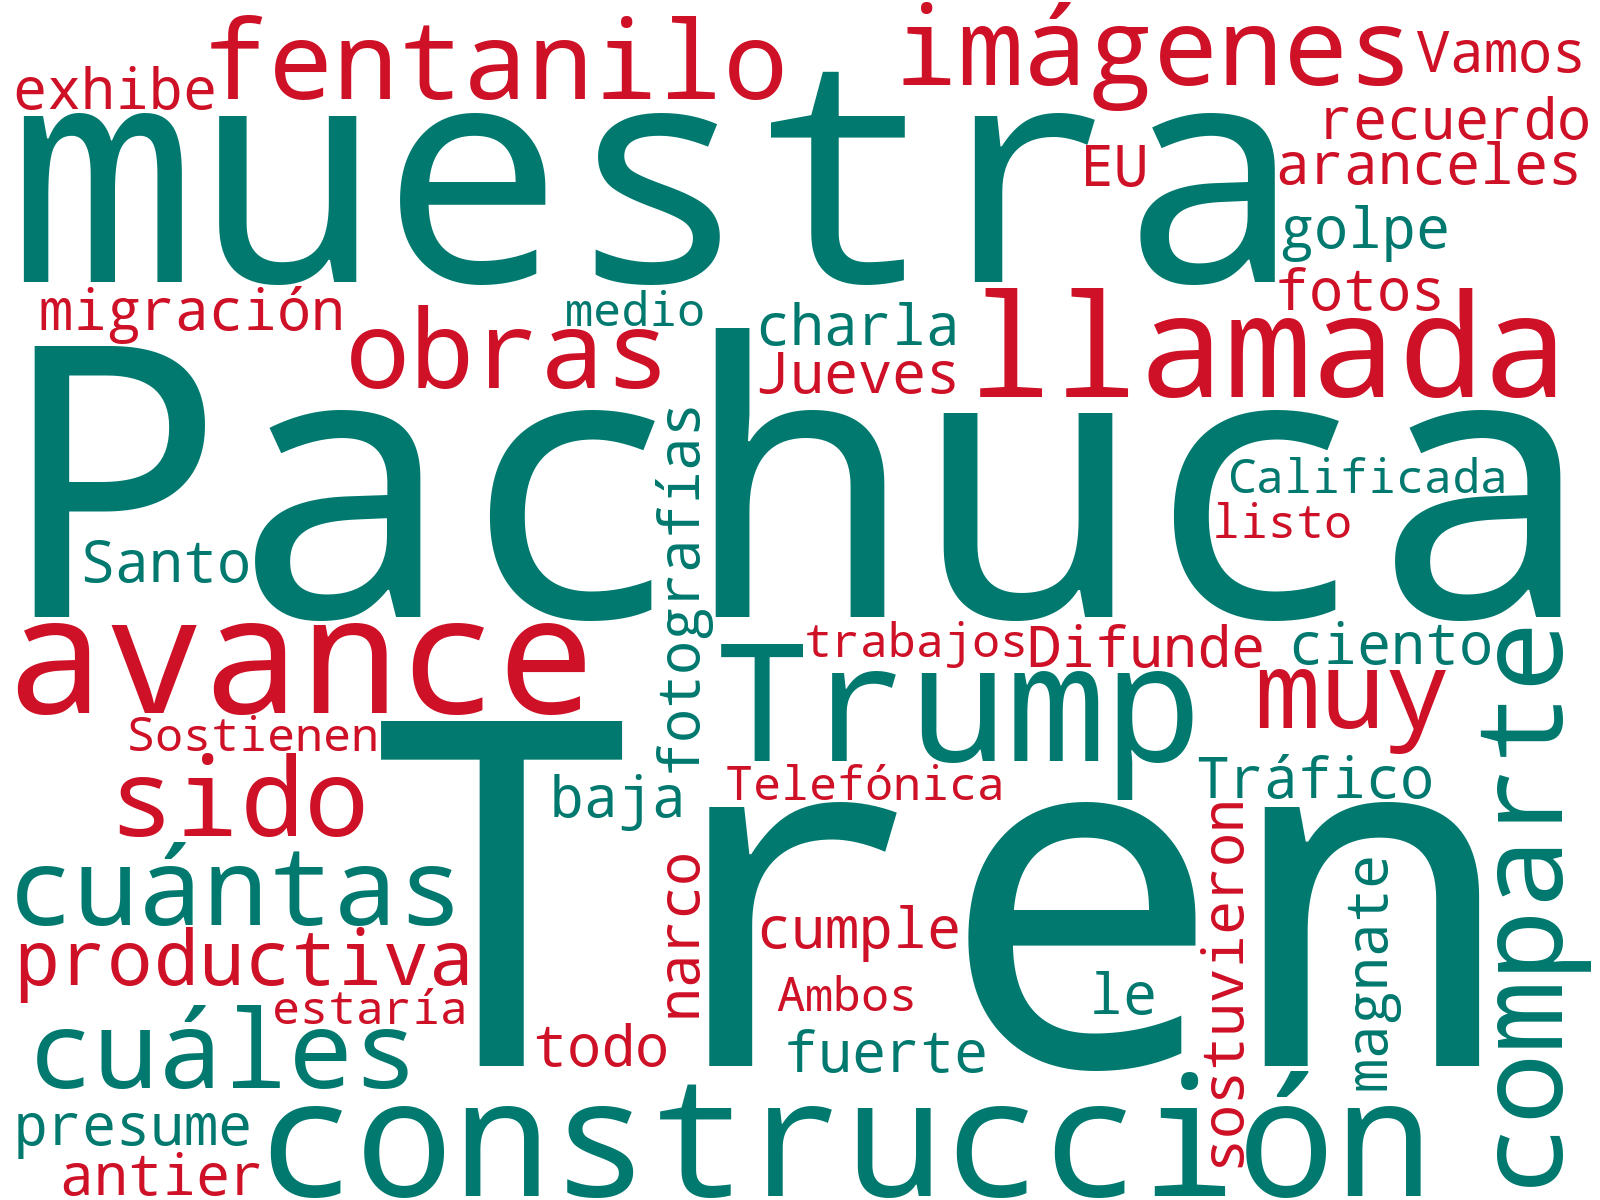 fentanilo
imágenes
Vamos
exhibe
muestra
recuerdo
EU
aranceles
golpe
fotos
migración
medio
obras
charla
llamada
Jueves
Pachuca
fotografías
Calificada
listo
Santo
avance
trabajos
Difunde
ciento
Trump
muy
comparte
Sostienen
Tren
sido
baja
Telefónica
Tráfico
cuántas
narco
sostuvieron
magnate
productiva
cumple
estaría
Ambos
le
cuáles
todo
fuerte
presume
construcción
antier